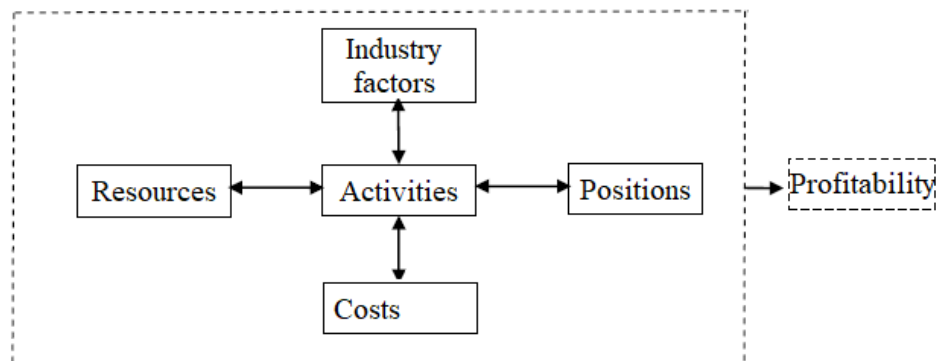 Industry
factors
Resources
Activities
Positions
Profitability
Costs